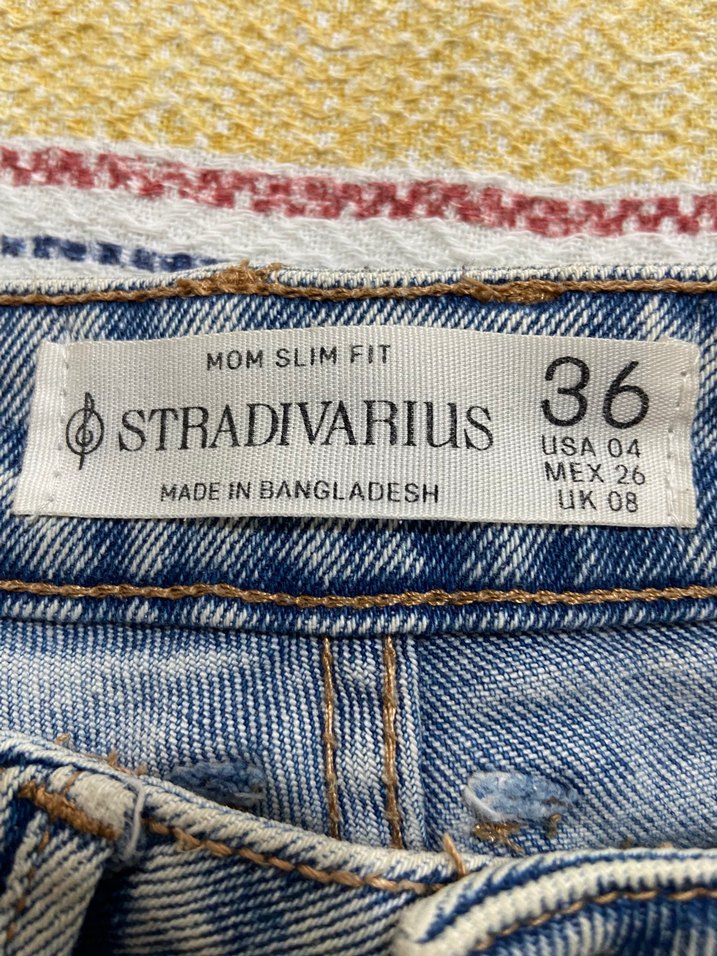 MOM SLIM FIT
STRADIVARIUS
MADE IN BANGLADESH
36
USA 04
MEX 26
UK 08